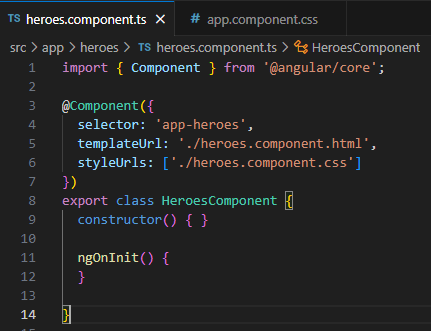 TS heroes.component.ts × # app.component.css
src > app > heroes > TS heroes.component.ts > HeroesComponent
1 import { Component } from '@angular/core';
2
3 @Component({
4   selector: 'app-heroes',
5   templateUrl: './heroes.component.html',
6   styleUrls: ['./heroes.component.css']
7 })
8 export class HeroesComponent {
9   constructor() { }
10
11   ngOnInit() {
12   }
13
14 }